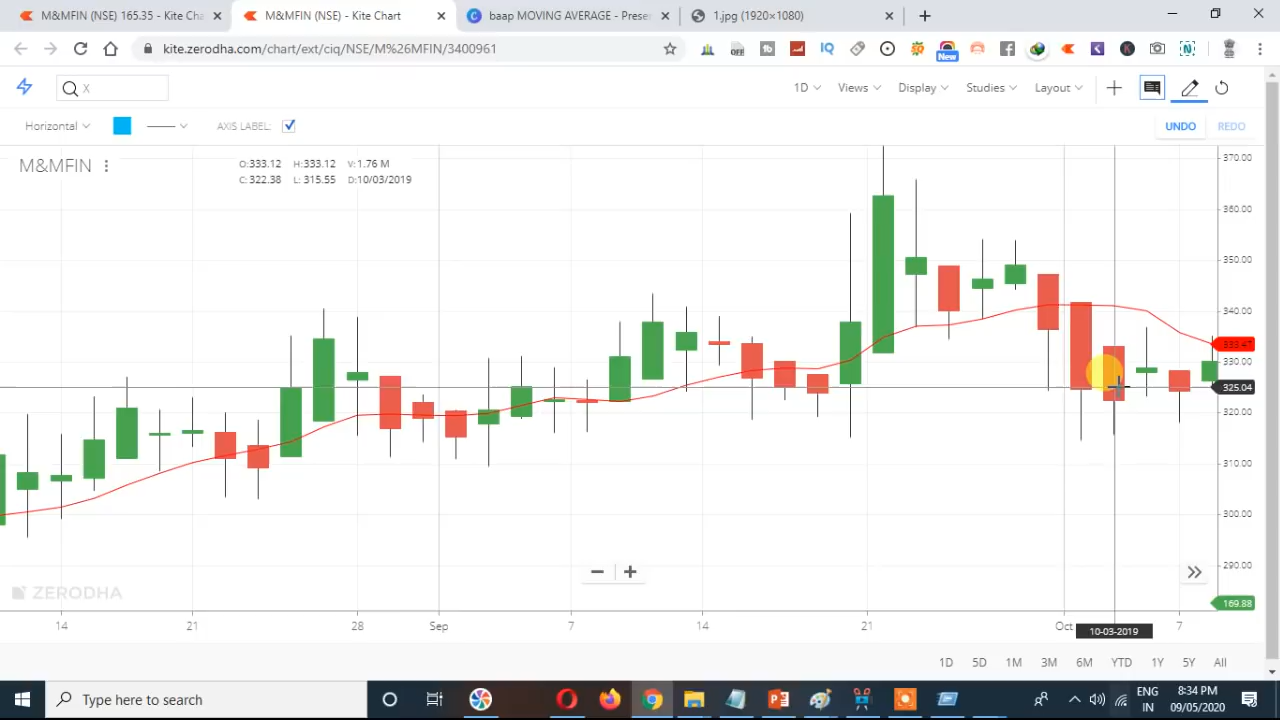 M&MFIN (NSE) 165.35 - Kite Cha
M&MFIN (NSE) - Kite Chart
baap MOVING AVERAGE - Prese
1.jpg (1920×1080)
kite.zerodha.com/chart/ext/ciq/NSE/M%26MFIN/3400961
OFF
IQ
New
K
N
X
1D Views Display Studies Layout
Horizontal
AXIS LABEL:
UNDO REDO
M&MFIN
O:333.12 H:333.12 V:1.76 M
C:322.38 L:315.55 D:10/03/2019
370.00
360.00
350.00
340.00
333.47
330.00
325.04
320.00
310.00
300.00
290.00
ZERODHA
169.88
14 21 28 Sep 7 14 21 Oct 7
10-03-2019
1D 5D 1M 3M 6M YTD 1Y 5Y All
Type here to search
ENG
IN
8:34 PM
09/05/2020